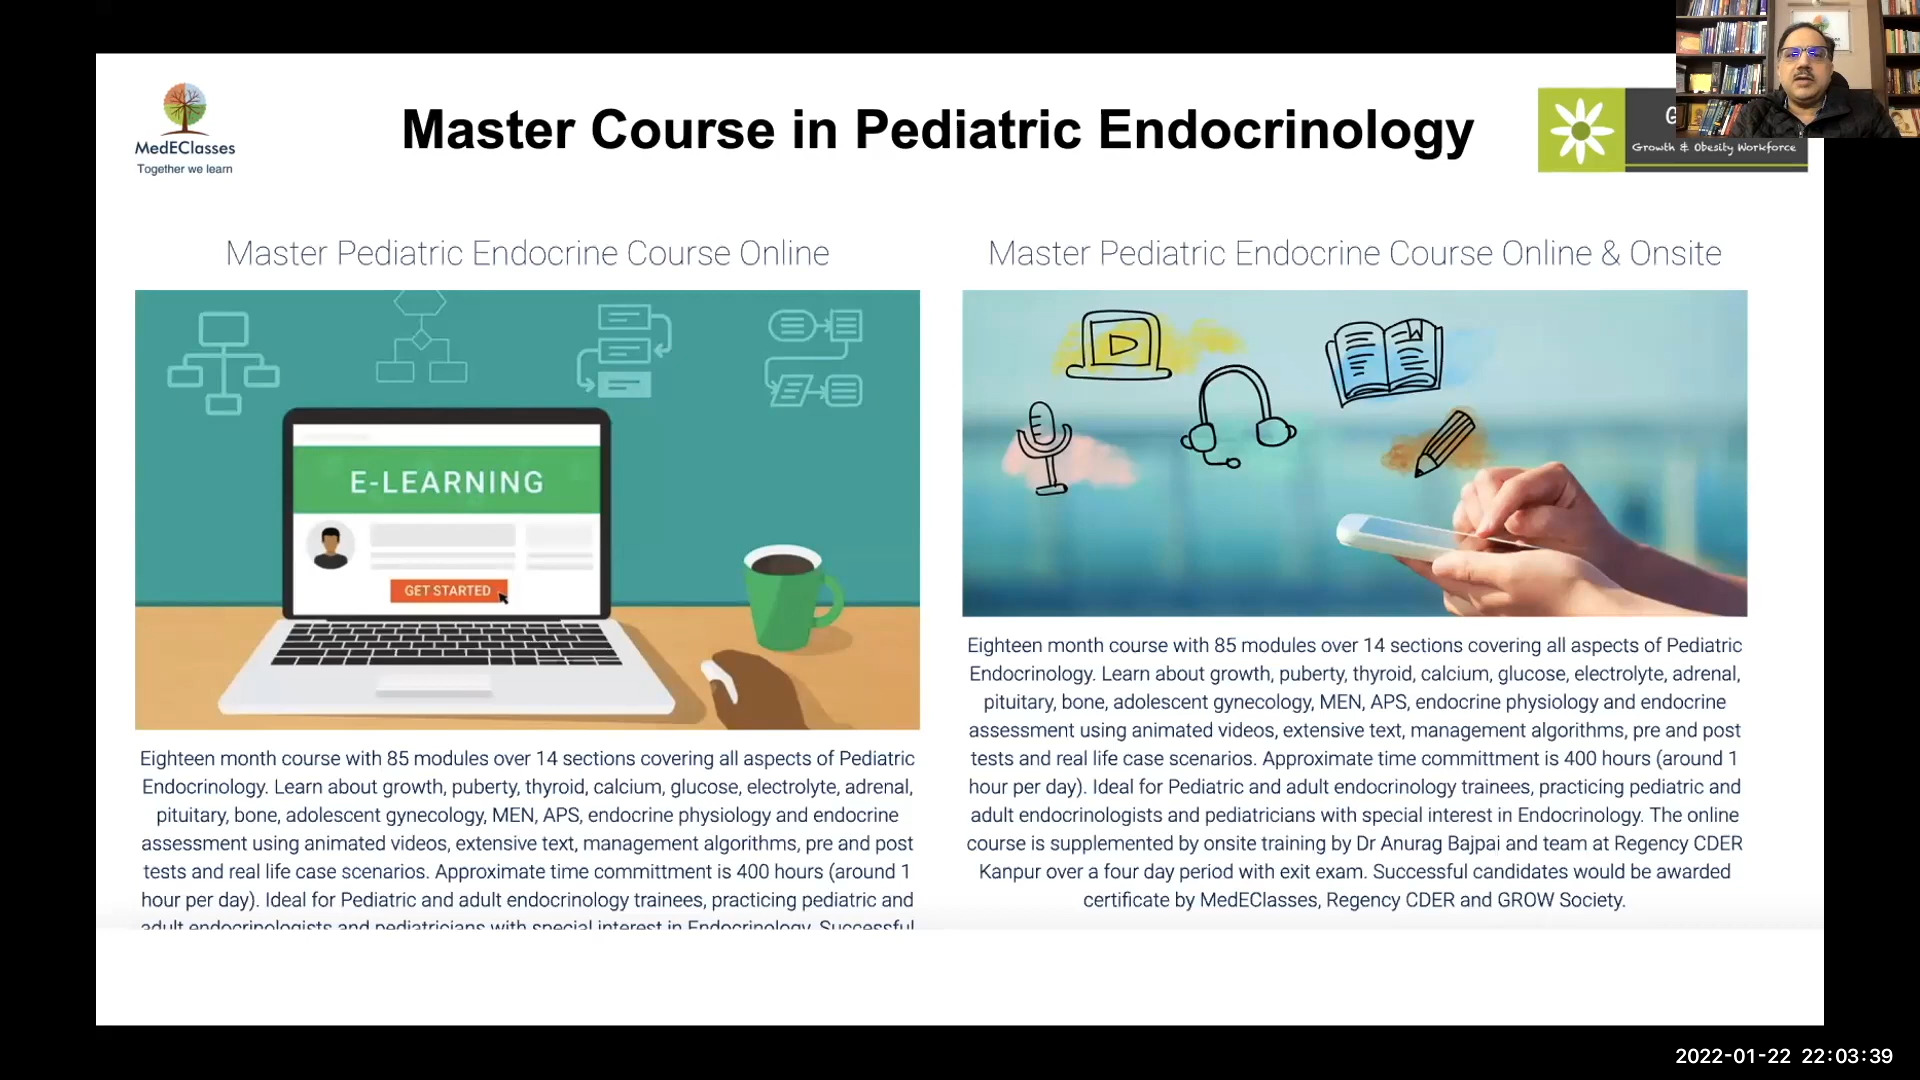 MedEClasses
Together we learn
Master Course in Pediatric Endocrinology
G
Growth & Obesity Workforce
Master Pediatric Endocrine Course Online
E-LEARNING
GET STARTED
Eighteen month course with 85 modules over 14 sections covering all aspects of Pediatric
Endocrinology. Learn about growth, puberty, thyroid, calcium, glucose, electrolyte, adrenal,
pituitary, bone, adolescent gynecology, MEN, APS, endocrine physiology and endocrine
assessment using animated videos, extensive text, management algorithms, pre and post
tests and real life case scenarios. Approximate time committment is 400 hours (around 1
hour per day). Ideal for Pediatric and adult endocrinology trainees, practicing pediatric and
adult endocrinologists and pediatricians with special interest in Endocrinology. Successful
Master Pediatric Endocrine Course Online & Onsite
Eighteen month course with 85 modules over 14 sections covering all aspects of Pediatric
Endocrinology. Learn about growth, puberty, thyroid, calcium, glucose, electrolyte, adrenal,
pituitary, bone, adolescent gynecology, MEN, APS, endocrine physiology and endocrine
assessment using animated videos, extensive text, management algorithms, pre and post
tests and real life case scenarios. Approximate time committment is 400 hours (around 1
hour per day). Ideal for Pediatric and adult endocrinology trainees, practicing pediatric and
adult endocrinologists and pediatricians with special interest in Endocrinology. The online
course is supplemented by onsite training by Dr Anurag Bajpai and team at Regency CDER
Kanpur over a four day period with exit exam. Successful candidates would be awarded
certificate by MedEClasses, Regency CDER and GROW Society.
2022-01-22 22:03:39